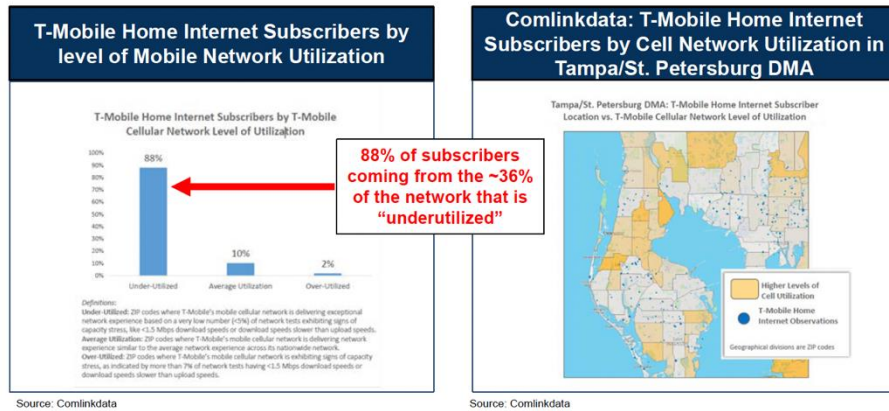 T-Mobile Home Internet Subscribers by
level of Mobile Network Utilization
T-Mobile Home Internet Subscribers by T-Mobile
Cellular Network Level of Utilization
100%
90%
80%
70%
60%
50%
40%
30%
20%
10%
0%
88%
10%
2%
Under-Utilized
Average Utilization
Over-Utilized
Definitions:
Under-Utilized: ZIP codes where T-Mobile's mobile cellular network is delivering exceptional
network experience based on a very low number (<5%) of network tests exhibiting signs of
capacity stress, like <1.5 Mbps download speeds or download speeds slower than upload speeds.
Average Utilization: ZIP codes where T-Mobile's mobile cellular network is delivering network
experience similar to the average network experience across its nationwide network.
Over-Utilized: ZIP codes where T-Mobile's mobile cellular network is exhibiting signs of capacity
stress, as indicated by more than 7% of network tests having <1.5 Mbps download speeds or
download speeds slower than upload speeds.
Source: Comlinkdata
88% of subscribers
coming from the ~36%
of the network that is
“underutilized”
Comlinkdata: T-Mobile Home Internet
Subscribers by Cell Network Utilization in
Tampa/St. Petersburg DMA
Tampa/St. Petersburg DMA: T-Mobile Home Internet Subscriber
Location vs. T-Mobile Cellular Network Level of Utilization
Higher Levels of
Cell Utilization
T-Mobile Home
Internet Observations
Geographical divisions are ZIP codes
Source: Comlinkdata